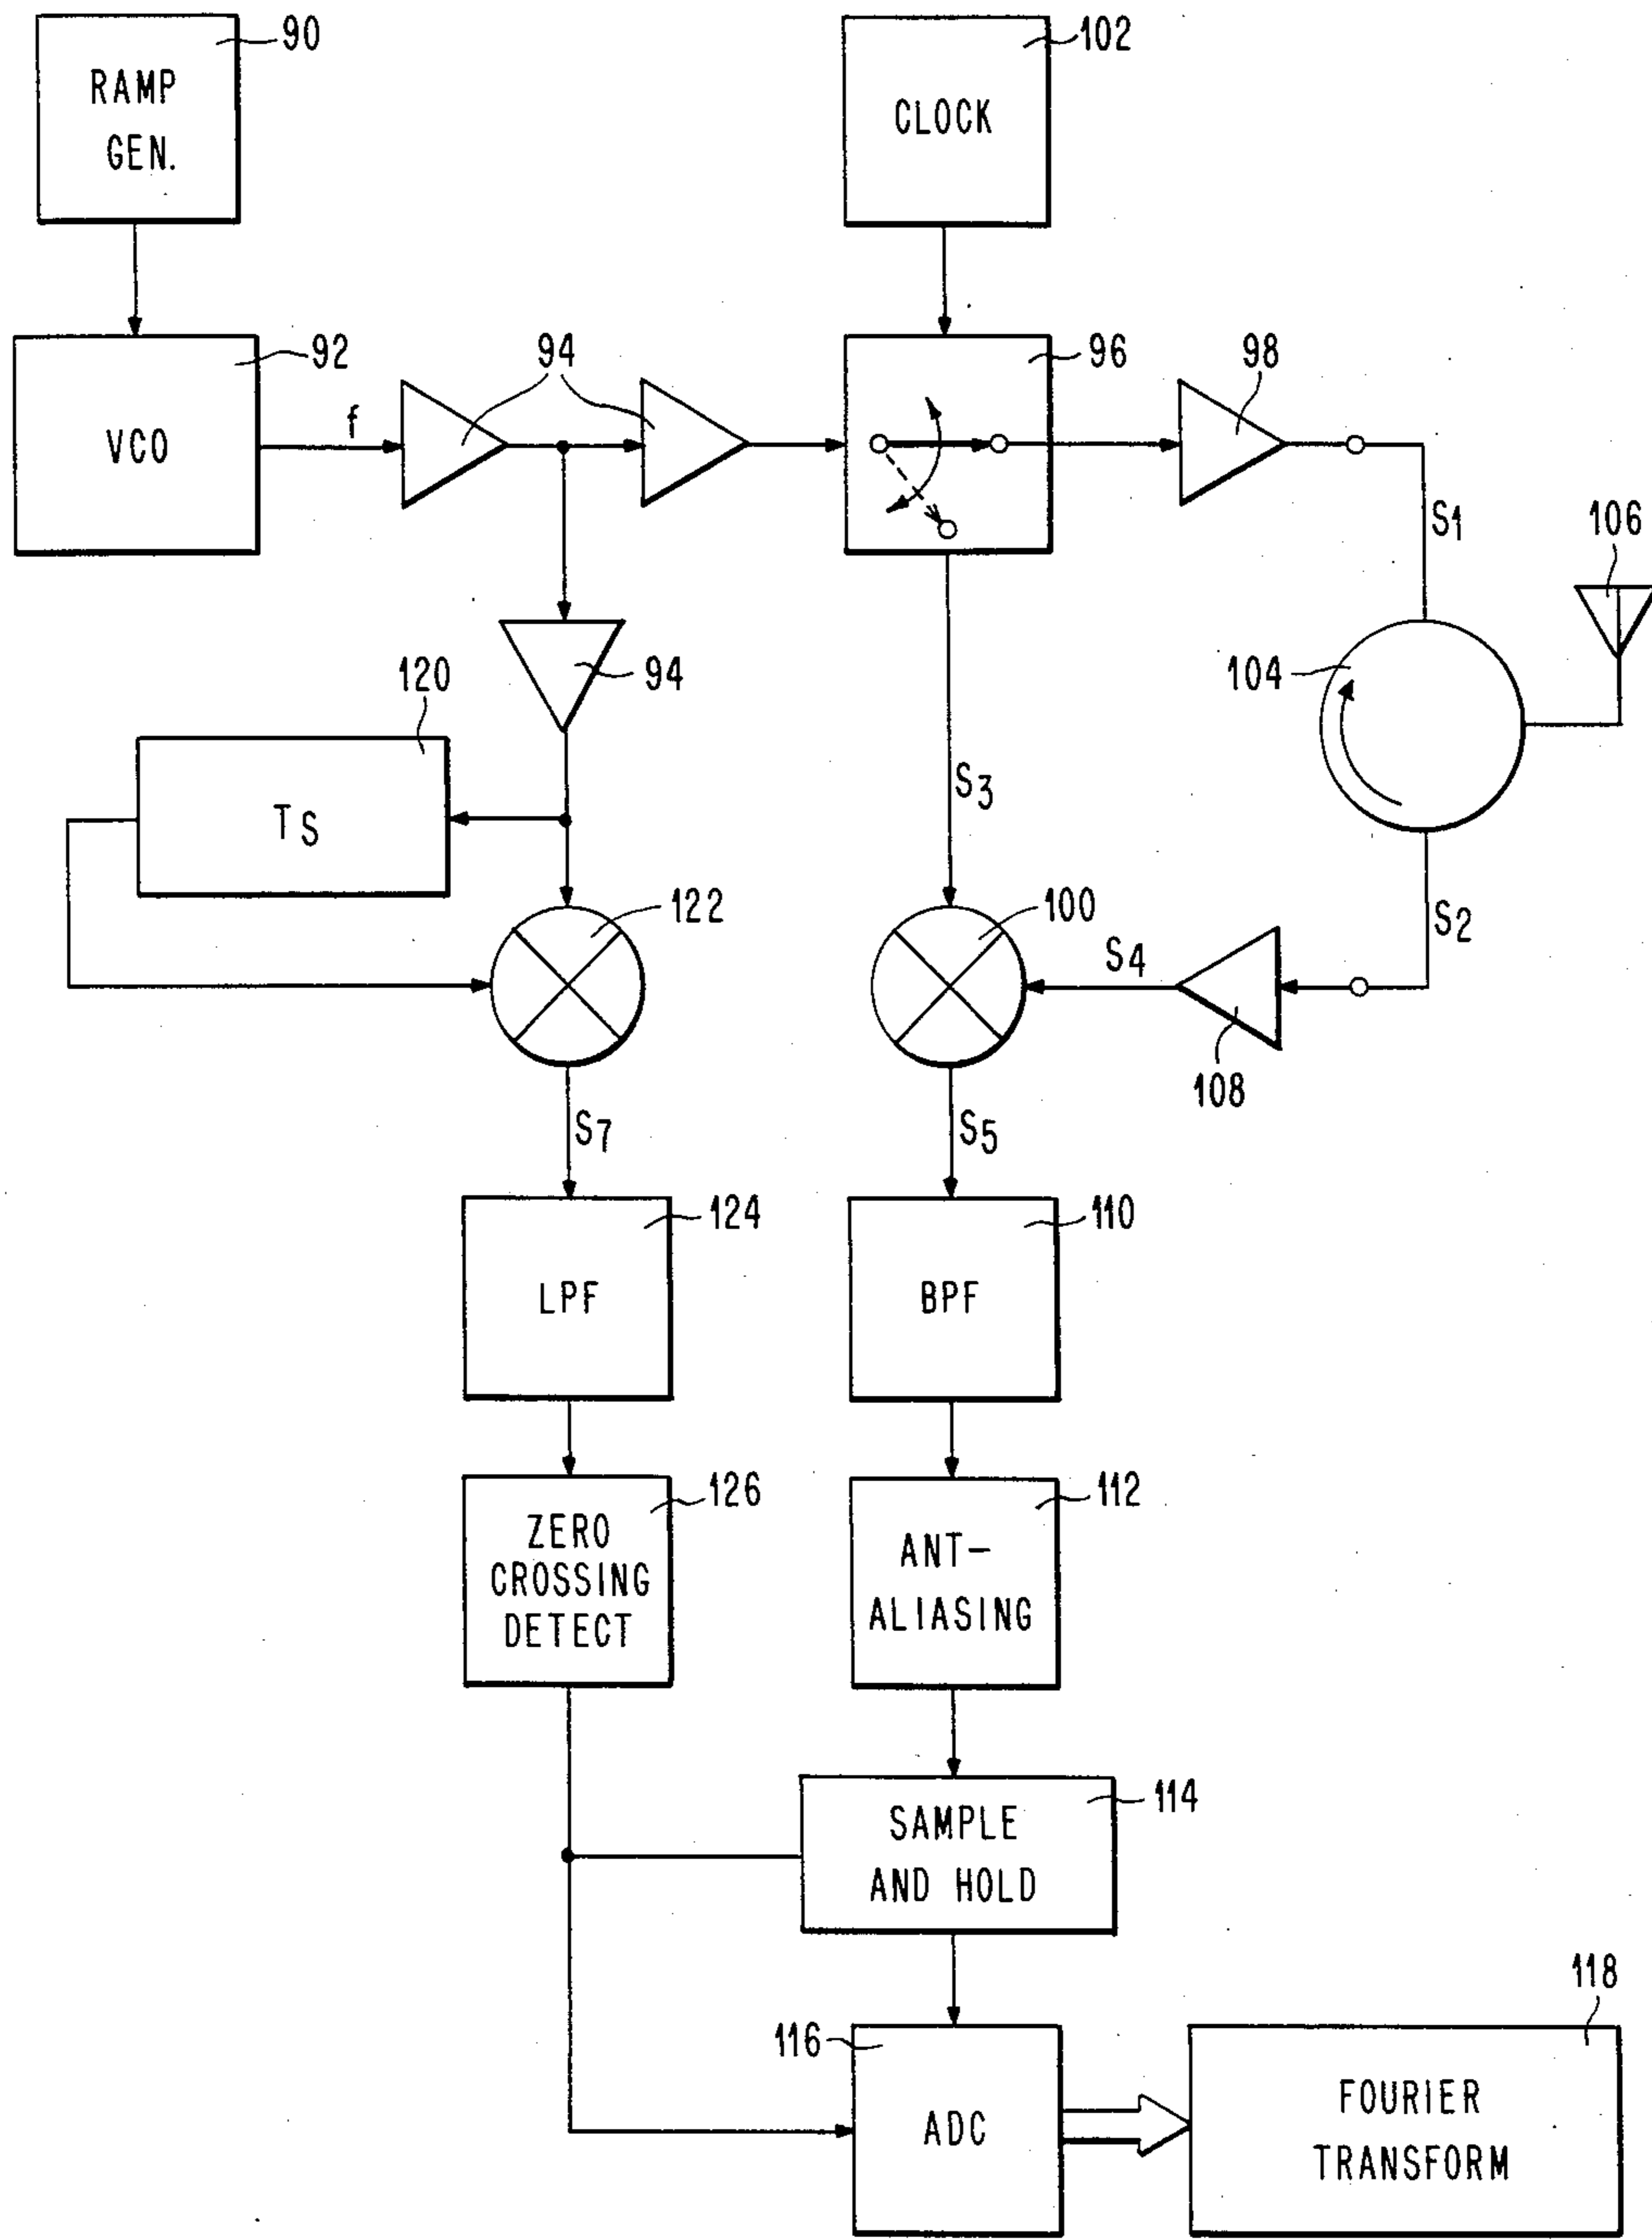 90
RAMP
GEN.
102
CLOCK
92
VCO
f
94
96
98
S1
106
104
94
120
TS
S3
122
100
S4
S2
108
S7
S5
124
LPF
110
BPF
126
ZERO
CROSSING
DETECT
112
ANT-
ALIASING
114
SAMPLE
AND HOLD
116
ADC
118
FOURIER
TRANSFORM